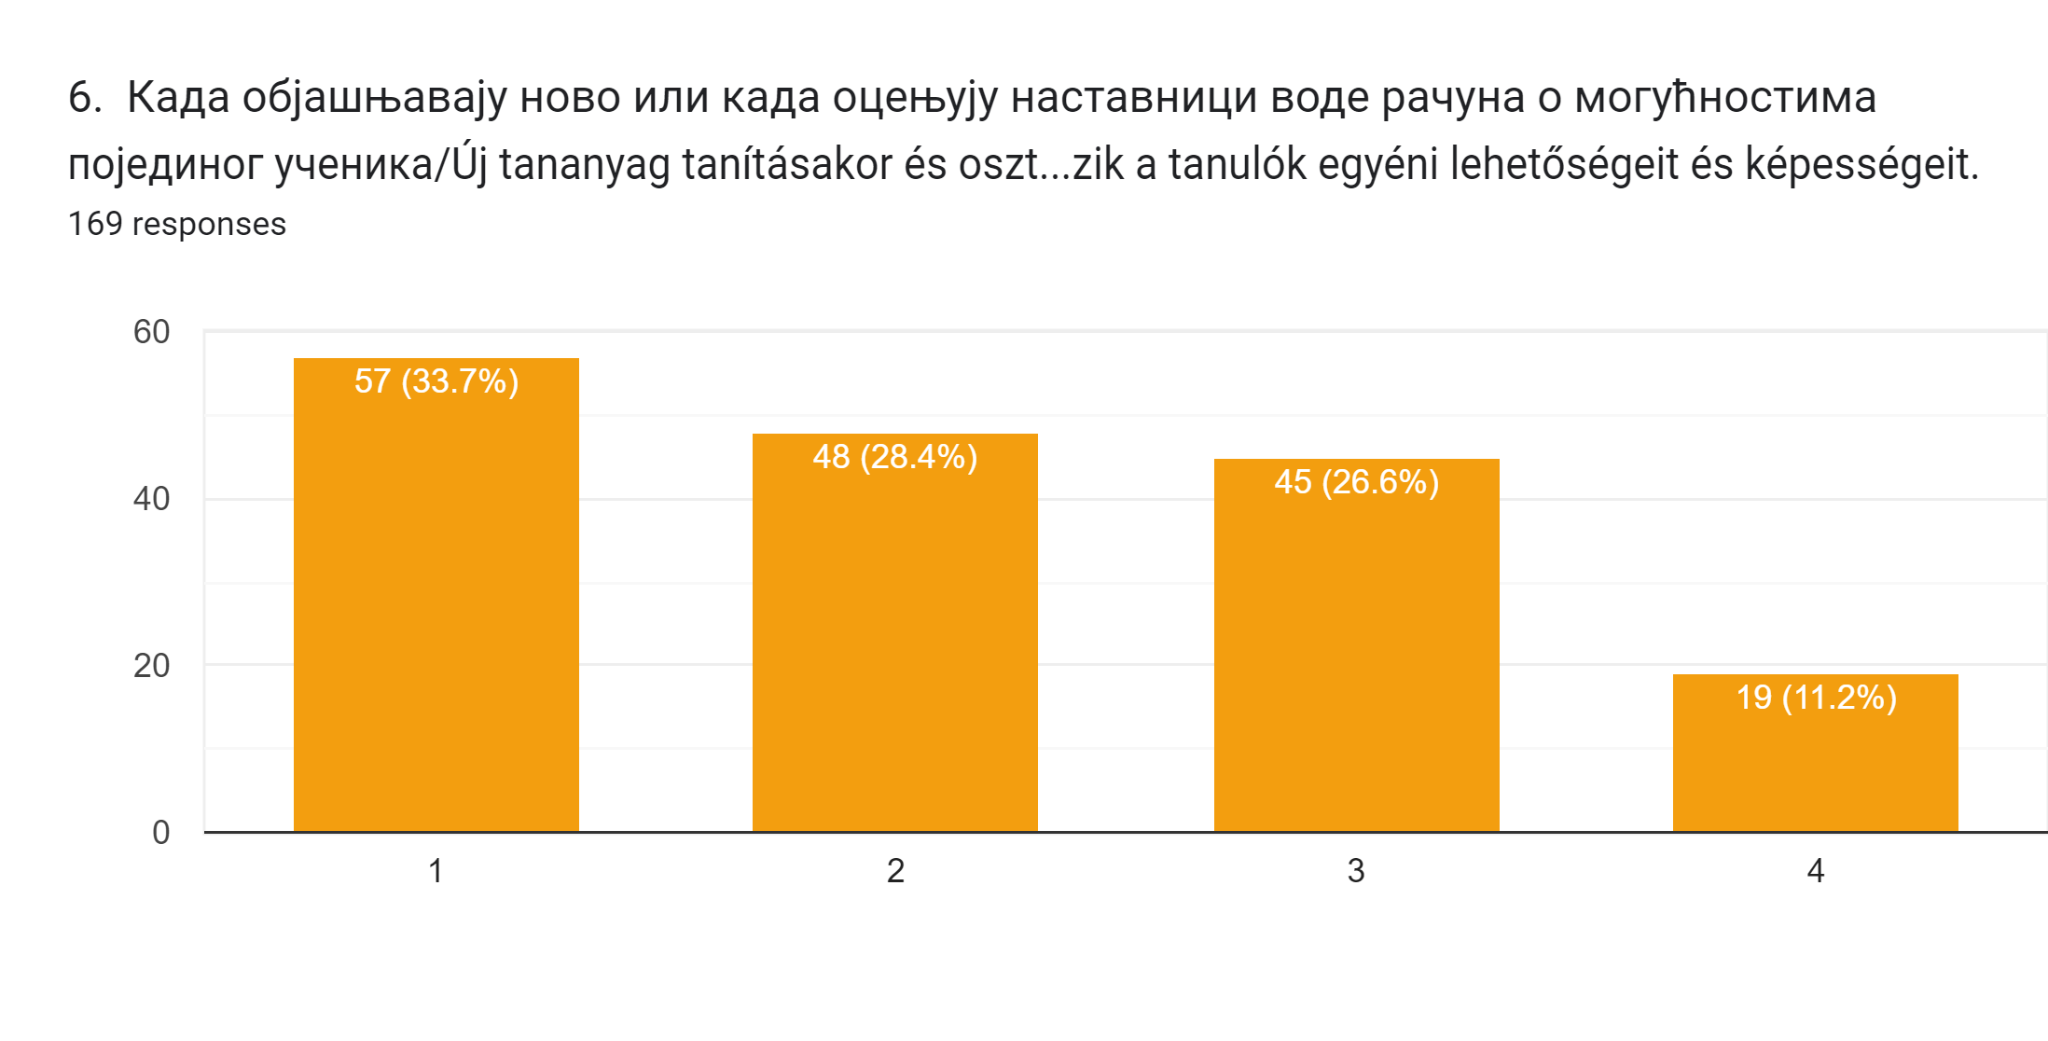 6. Када објашњавају ново или када оцењују наставници воде рачуна о могућностима
појединог ученика/Új tananyag tanításakor és oszt...zik a tanulók egyéni lehetőségeit és képességeit.
169 responses
60
57 (33.7%)
48 (28.4%)
45 (26.6%)
40
20
19 (11.2%)
0
1 2 3 4